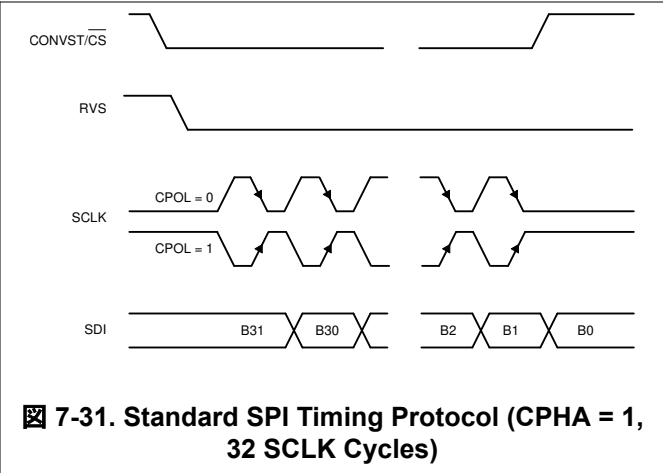 CONVST/CS
RVS
CPOL = 0
SCLK
CPOL = 1
SDI
B31
B30
B2
B1
B0
図 7-31. Standard SPI Timing Protocol (CPHA = 1,
32 SCLK Cycles)